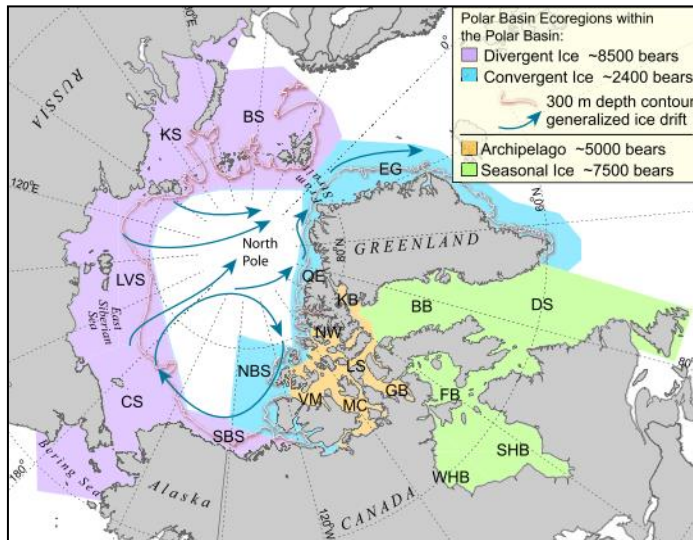 Polar Basin Ecoregions within
the Polar Basin:
Divergent Ice ~8500 bears
Convergent Ice ~2400 bears
300 m depth contour
generalized ice drift
Archipelago ~5000 bears
Seasonal Ice ~7500 bears
RUSSIA
KS
BS
0°
EG
Fram Strait
60°N
120°E
North
Pole
80°N
GREENLAND
LVS
East
Siberian
Sea
QE
KB
BB
DS
NW
80°
NBS
LS
GB
FB
CS
VM
MC
SBS
SHB
WHB
Bering Sea
180°
Alaska
120°W
CANADA